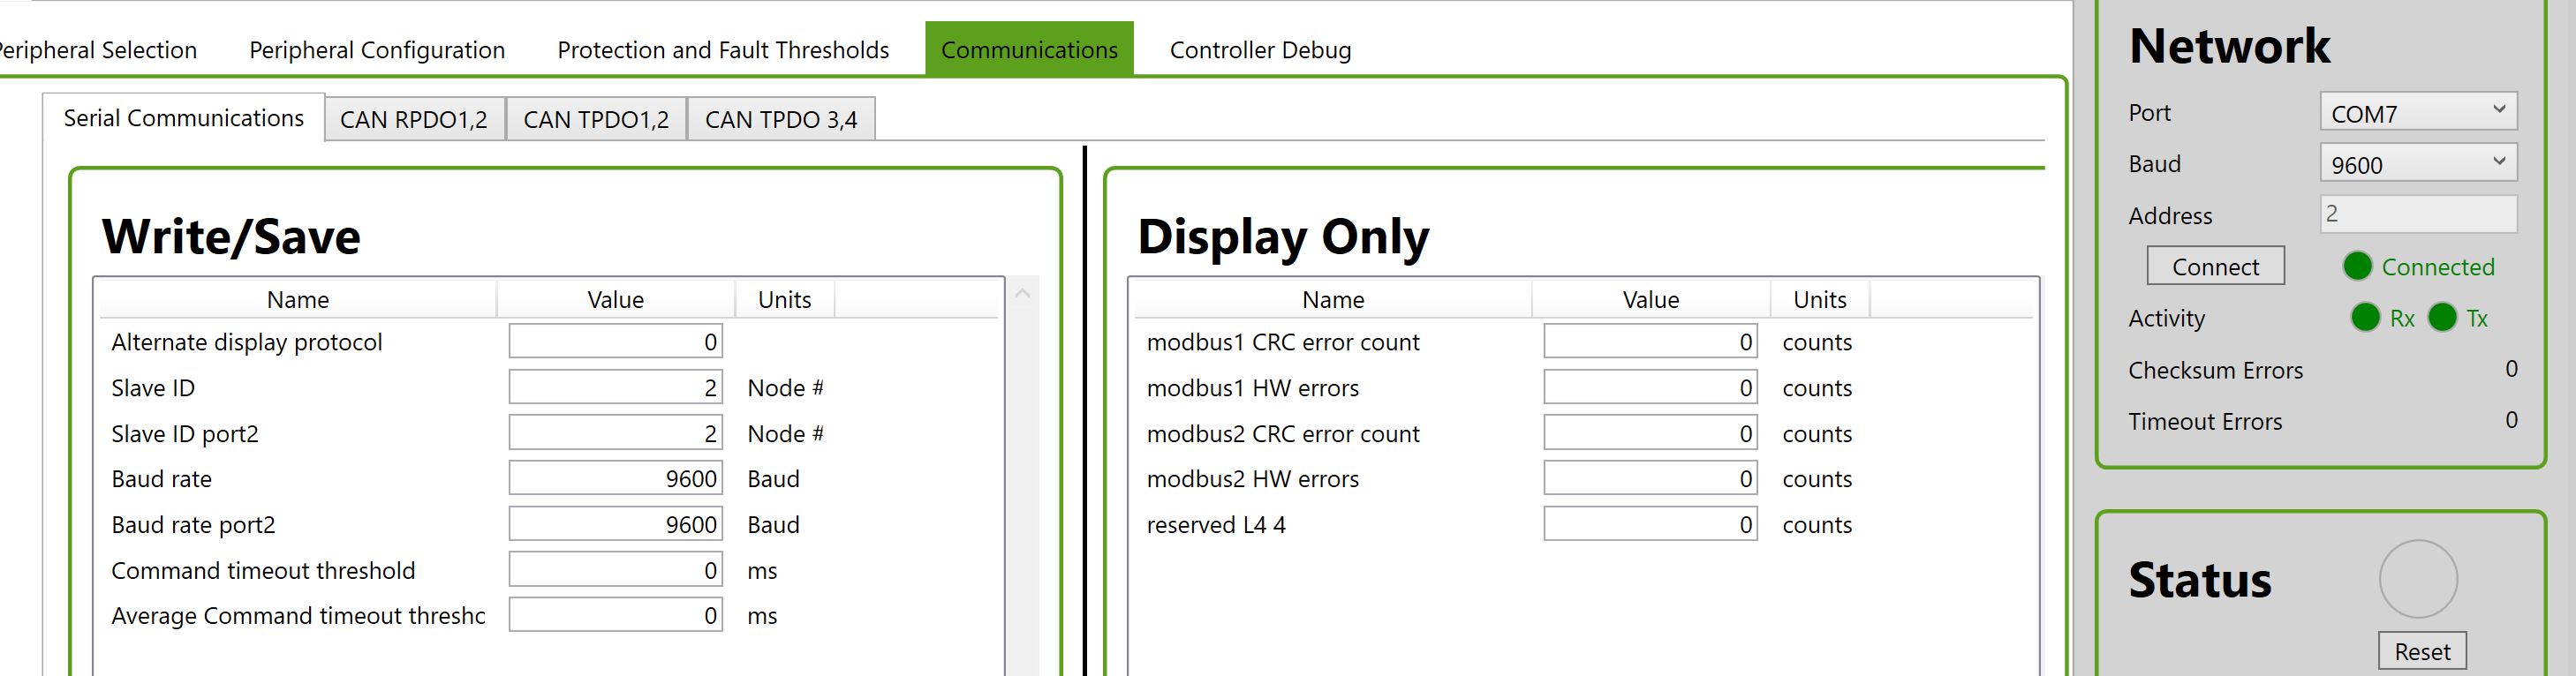 Peripheral Selection Peripheral Configuration Protection and Fault Thresholds Communications Controller Debug
Serial Communications CAN RPDO1,2 CAN TPDO1,2 CAN TPDO 3,4
Write/Save
Name Value Units
Alternate display protocol 0
Slave ID 2 Node #
Slave ID port2 2 Node #
Baud rate 9600 Baud
Baud rate port2 9600 Baud
Command timeout threshold 0 ms
Average Command timeout thresho 0 ms
Display Only
Name Value Units
modbus1 CRC error count 0 counts
modbus1 HW errors 0 counts
modbus2 CRC error count 0 counts
modbus2 HW errors 0 counts
reserved L4 4 0 counts
Network
Port COM7
Baud 9600
Address 2
Connect Connected
Activity Rx Tx
Checksum Errors 0
Timeout Errors 0
Status
Reset